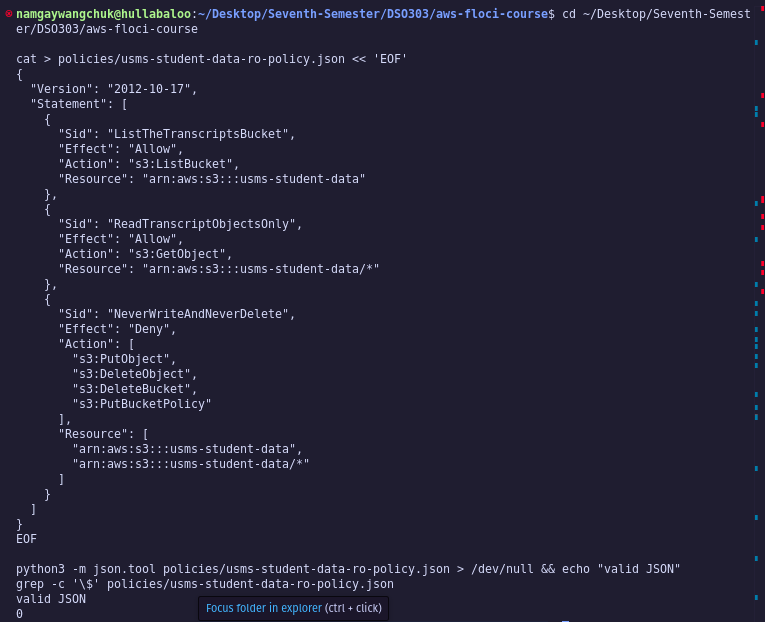 namgaywangchuk@hullabaloo:~/Desktop/Seventh-Semester/DSO303/aws-floci-course$ cd ~/Desktop/Seventh-Semest
er/DSO303/aws-floci-course

cat > policies/usms-student-data-ro-policy.json << 'EOF'
{
  "Version": "2012-10-17",
  "Statement": [
    {
      "Sid": "ListTheTranscriptsBucket",
      "Effect": "Allow",
      "Action": "s3:ListBucket",
      "Resource": "arn:aws:s3:::usms-student-data"
    },
    {
      "Sid": "ReadTranscriptObjectsOnly",
      "Effect": "Allow",
      "Action": "s3:GetObject",
      "Resource": "arn:aws:s3:::usms-student-data/*"
    },
    {
      "Sid": "NeverWriteAndNeverDelete",
      "Effect": "Deny",
      "Action": [
        "s3:PutObject",
        "s3:DeleteObject",
        "s3:DeleteBucket",
        "s3:PutBucketPolicy"
      ],
      "Resource": [
        "arn:aws:s3:::usms-student-data",
        "arn:aws:s3:::usms-student-data/*"
      ]
    }
  ]
}
EOF

python3 -m json.tool policies/usms-student-data-ro-policy.json > /dev/null && echo "valid JSON"
grep -c '\$' policies/usms-student-data-ro-policy.json
valid JSON
Focus folder in explorer (ctrl + click)
0